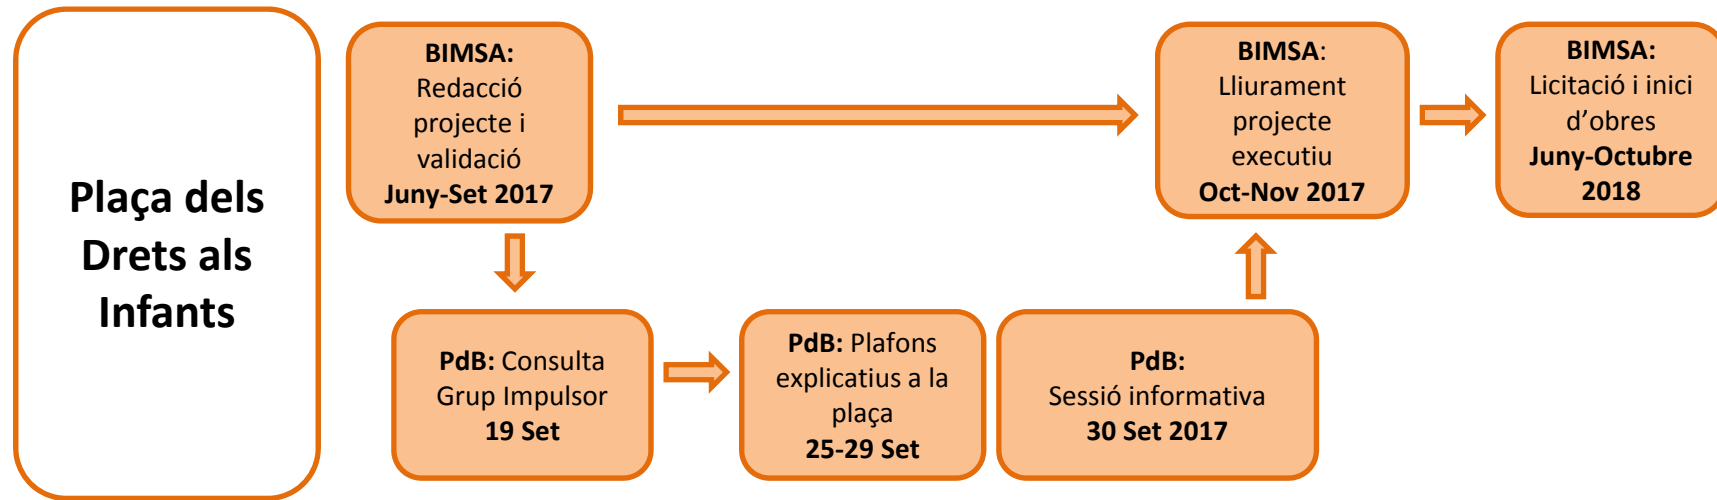 Plaça dels
Drets als
Infants
BIMSA:
Redacció
projecte i
validació
Juny-Set 2017
BIMSA:
Lliurament
projecte
executiu
Oct-Nov 2017
BIMSA:
Licitació i inici
d’obres
Juny-Octubre
2018
PdB: Consulta
Grup Impulsor
19 Set
PdB: Plafons
explicatius a la
plaça
25-29 Set
PdB:
Sessió informativa
30 Set 2017